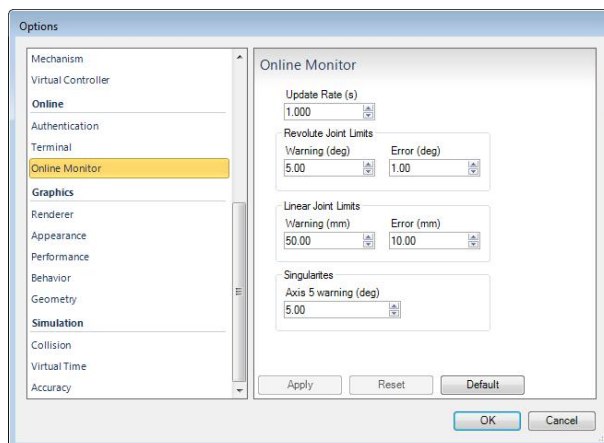 Options
Mechanism
Virtual Controller
Online
Authentication
Terminal
Online Monitor
Graphics
Renderer
Appearance
Performance
Behavior
Geometry
Simulation
Collision
Virtual Time
Accuracy
Online Monitor
Update Rate (s)
1.000
Revolute Joint Limits
Warning (deg) Error (deg)
5.00 1.00
Linear Joint Limits
Warning (mm) Error (mm)
50.00 10.00
Singularites
Axis 5 warning (deg)
5.00
Apply Reset Default
OK Cancel